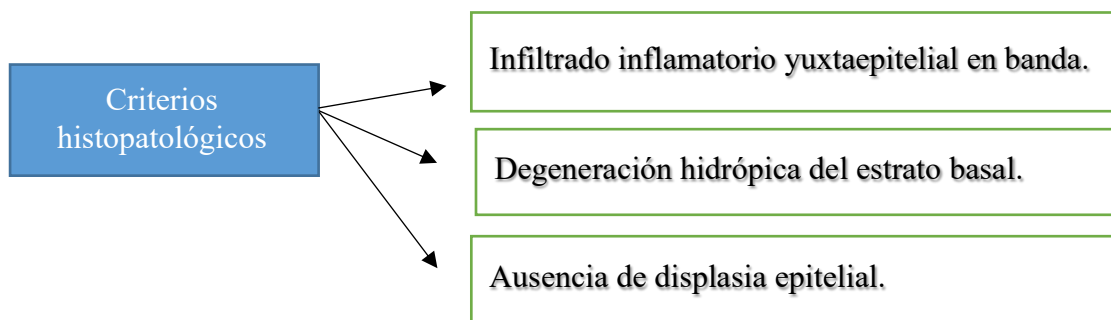 Criterios
histopatológicos
Infiltrado inflamatorio yuxtaepitelial en banda.
Degeneración hidrópica del estrato basal.
Ausencia de displasia epitelial.